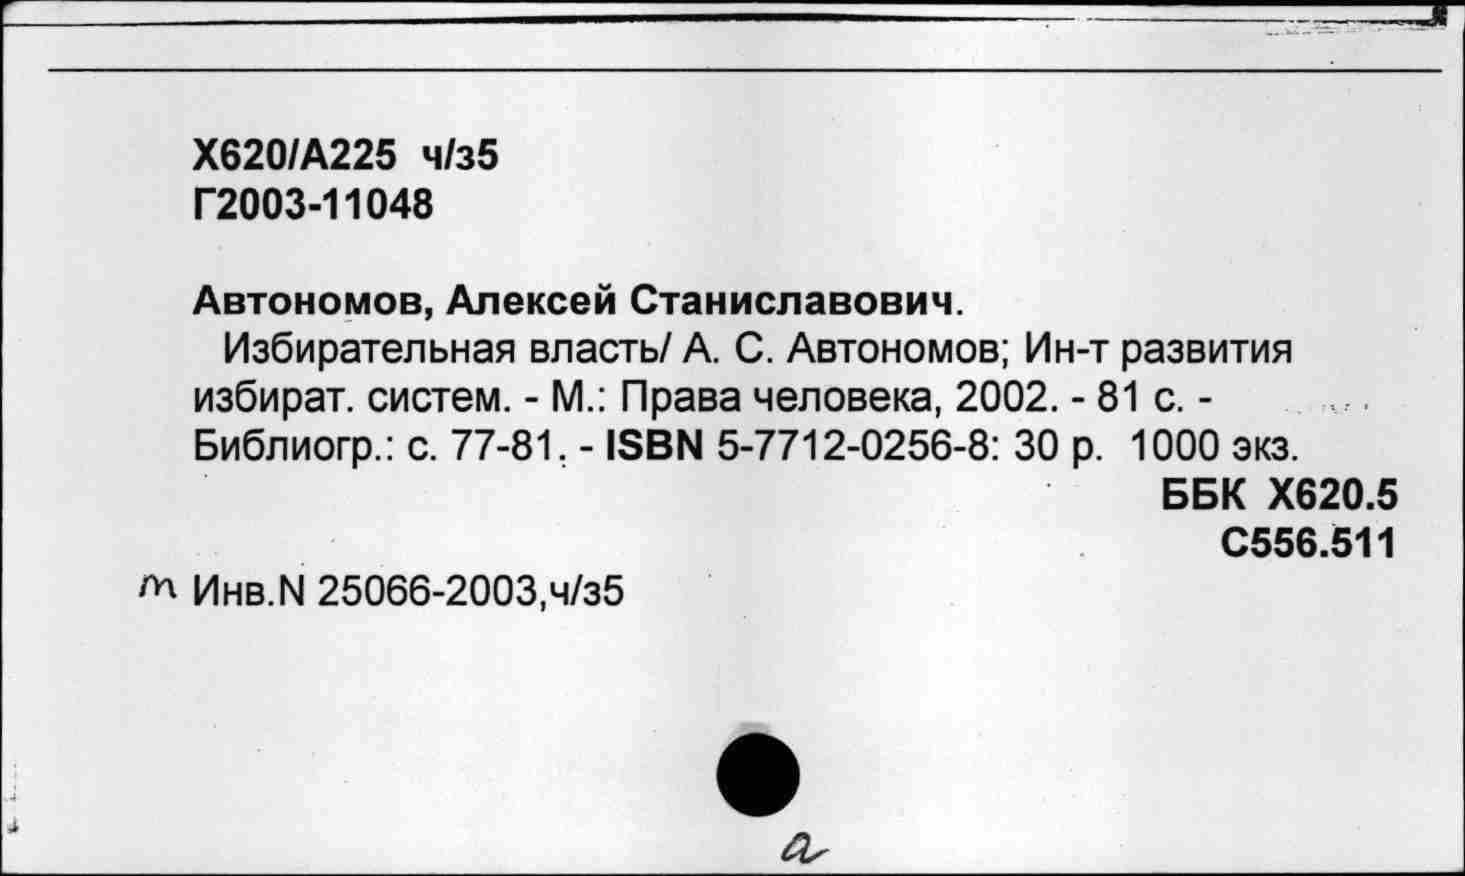 Х620/А225 ч/з5
Г2003-11048
Автономов, Алексей Станиславович.
Избирательная власть/ А. С. Автономов; Ин-т развития
избират. систем. - М.: Права человека, 2002. - 81 с. -
Библиогр.: с. 77-81. - ISBN 5-7712-0256-8: 30 р. 1000 экз.
ББК Х620.5
С556.511
т Инв.N 25066-2003,ч/з5
а